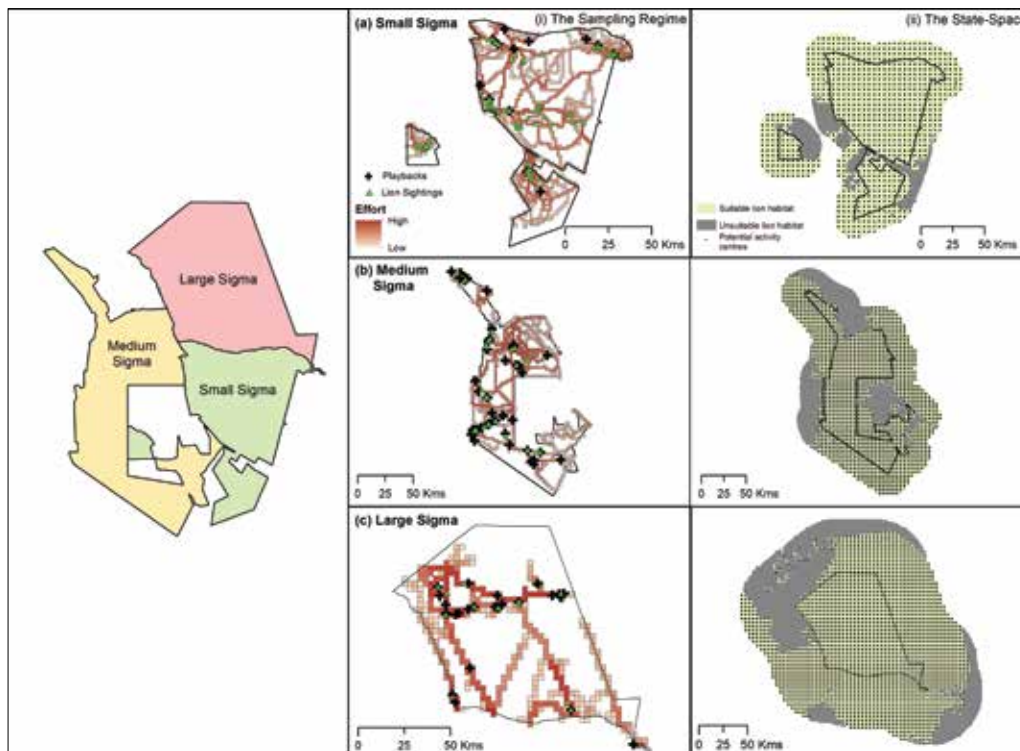 Large Sigma
Medium
Sigma
Small Sigma
(a) Small Sigma
(i) The Sampling Regime
Playbacks
Lion Sightings
Effort
High
Low
0 25 50 Kms
(ii) The State-Space
Suitable lion habitat
Unsuitable lion habitat
Potential activity
centres
0 25 50 Kms
(b) Medium
Sigma
0 25 50 Kms
0 25 50 Kms
(c) Large Sigma
0 25 50 Kms
0 25 50 Kms